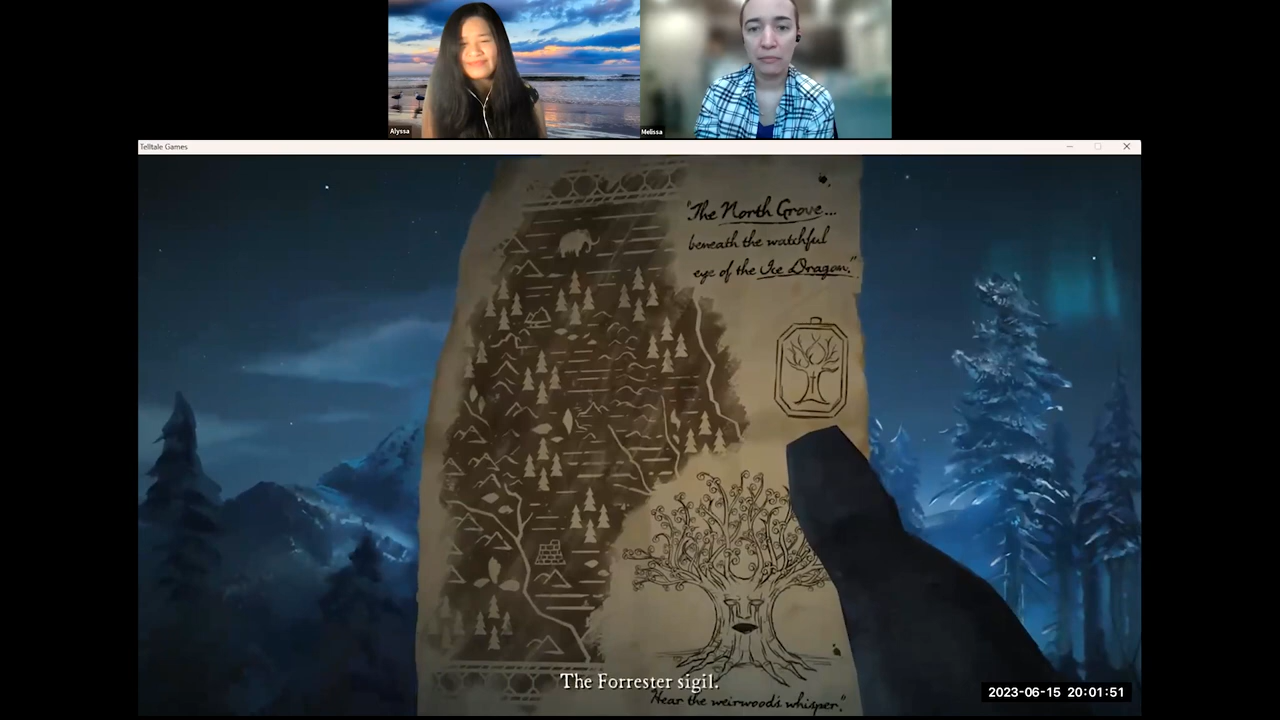 Alyssa
Melissa
Telltale Games
"The North Grove...
beneath the watchful
eye of the Ice Dragon."
The Forrester sigil.
"Hear the weirwood's whisper."
2023-06-15 20:01:51